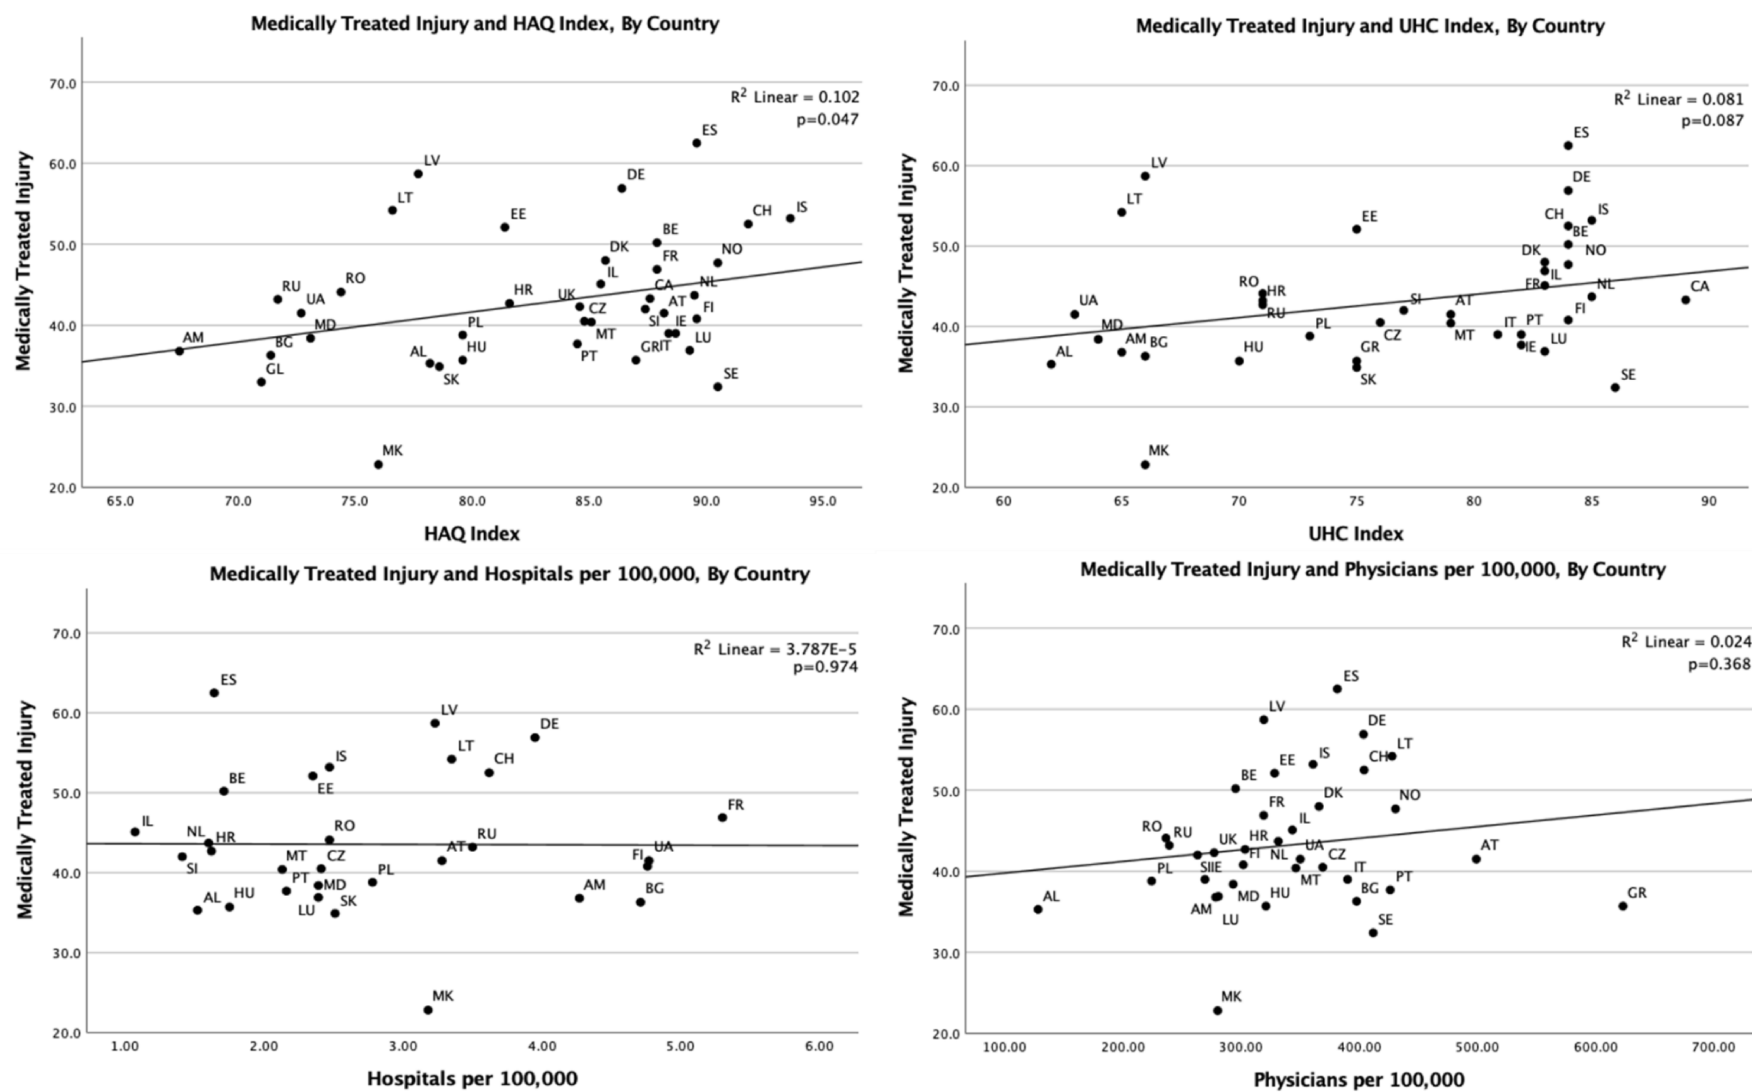 Medically Treated Injury and HAQ Index, By Country
R2 Linear = 0.102
p=0.047
Medically Treated Injury
70.0
60.0
50.0
40.0
30.0
20.0
ES
LV
DE
LT
CH
IS
EE
BE
DK
FR
NO
IL
RO
RU
UA
HR
UK
CA
NL
AT
CZ
FI
MD
AM
PL
MT
SI
IE
BG
GL
AL
HU
SK
PT
GR
IT
LU
SE
MK
65.0 70.0 75.0 80.0 85.0 90.0 95.0
HAQ Index
Medically Treated Injury and UHC Index, By Country
R2 Linear = 0.081
p=0.087
Medically Treated Injury
70.0
60.0
50.0
40.0
30.0
20.0
ES
LV
DE
LT
CH
IS
EE
BE
DK
NO
IL
FR
RO
HR
RU
NL
CA
UA
SI
AT
FI
MD
PL
CZ
MT
IT
PT
AM
BG
AL
HU
GR
SK
IE
LU
SE
MK
60 65 70 75 80 85 90
UHC Index
Medically Treated Injury and Hospitals per 100,000, By Country
R2 Linear = 3.787E-5
p=0.974
Medically Treated Injury
70.0
60.0
50.0
40.0
30.0
20.0
ES
LV
DE
LT
IS
CH
BE
EE
FR
IL
NL
HR
RO
RU
SI
MT
CZ
AT
FI
UA
PT
MD
PL
AL
HU
LU
SK
AM
BG
MK
1.00 2.00 3.00 4.00 5.00 6.00
Hospitals per 100,000
Medically Treated Injury and Physicians per 100,000, By Country
R2 Linear = 0.024
p=0.368
Medically Treated Injury
70.0
60.0
50.0
40.0
30.0
20.0
ES
LV
DE
LT
IS
CH
EE
BE
DK
FR
NO
IL
RO
RU
UK
HR
UA
AT
FI
NL
CZ
PL
SI
IE
MT
IT
PT
AL
AM
MD
HU
BG
GR
LU
SE
MK
100.00 200.00 300.00 400.00 500.00 600.00 700.00
Physicians per 100,000